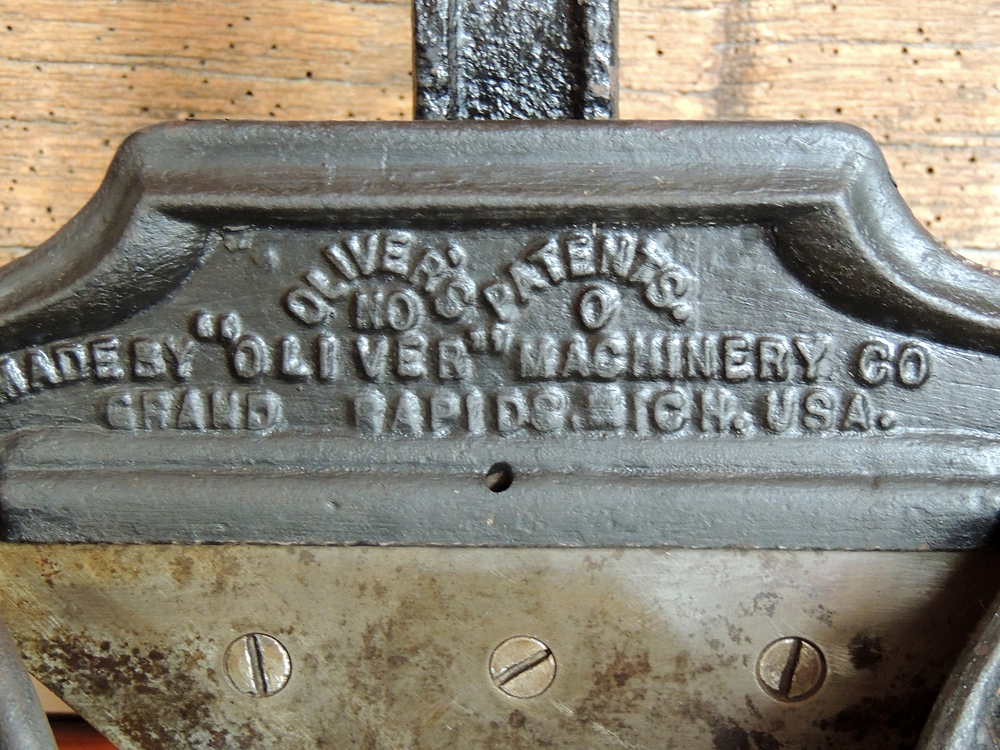 OLIVER'S PATENTS.
NO 0
MADE BY "OLIVER" MACHINERY CO
GRAND RAPIDS. MICH. USA.